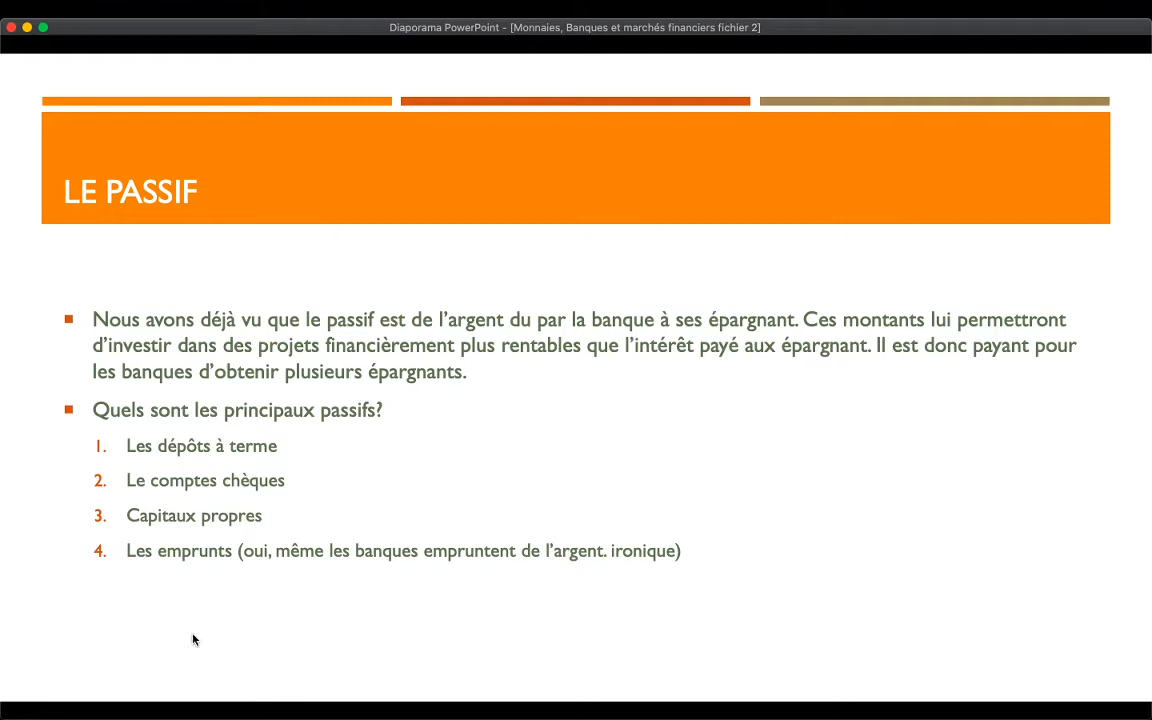 Diaporama PowerPoint - [Monnaies, Banques et marchés financiers fichier 2]
LE PASSIF
Nous avons déjà vu que le passif est de l'argent du par la banque à ses épargnant. Ces montants lui permettront
d'investir dans des projets financièrement plus rentables que l'intérêt payé aux épargnant. Il est donc payant pour
les banques d'obtenir plusieurs épargnants.
Quels sont les principaux passifs?
1. Les dépôts à terme
2. Le comptes chèques
3. Capitaux propres
4. Les emprunts (oui, même les banques empruntent de l'argent. ironique)